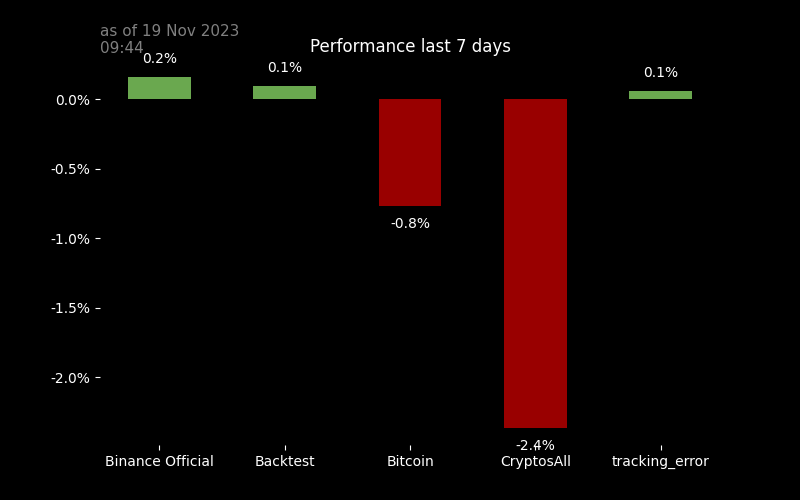 as of 19 Nov 2023
09:44
Performance last 7 days
0.2%
0.1%
0.1%
0.0%
-0.5%
-0.8%
-1.0%
-1.5%
-2.0%
-2.4%
Binance Official
Backtest
Bitcoin
CryptosAll
tracking_error